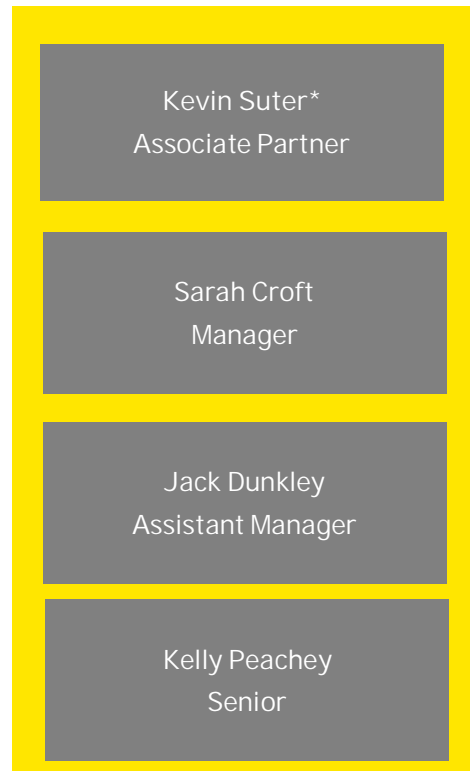 Kevin Suter*
Associate Partner
Sarah Croft
Manager
Jack Dunkley
Assistant Manager
Kelly Peachey
Senior